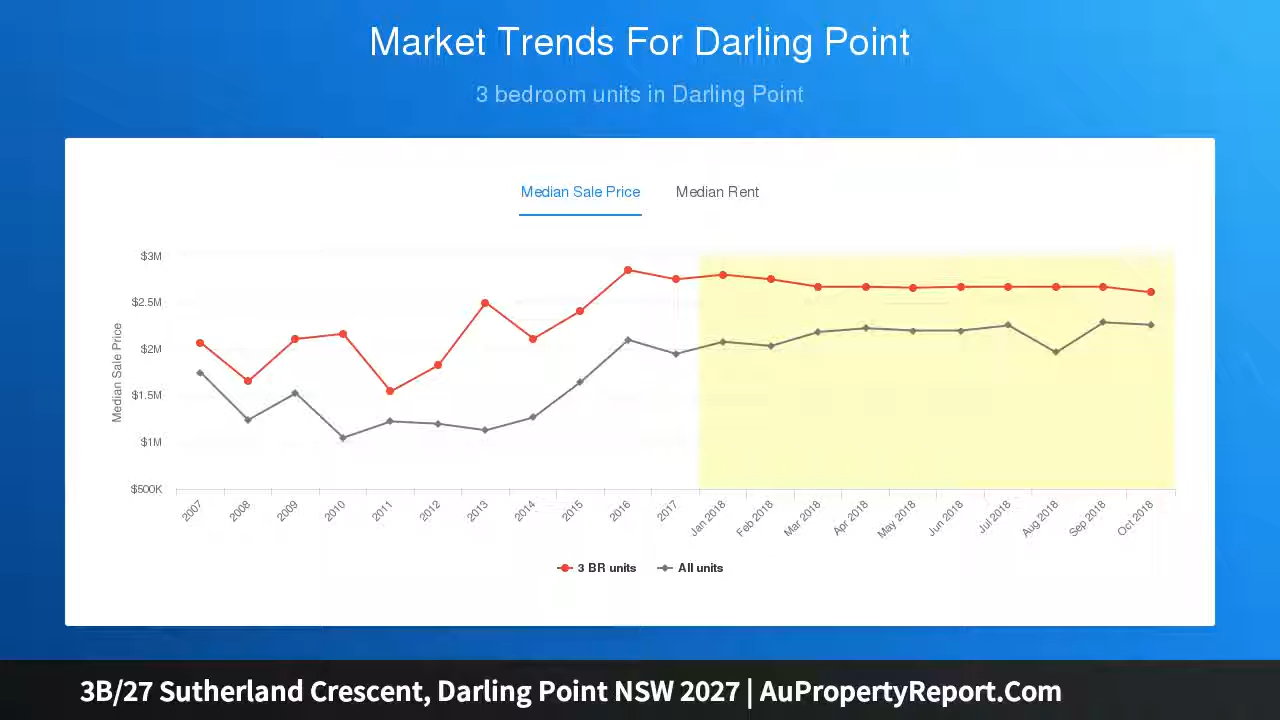 Market Trends For Darling Point
3 bedroom units in Darling Point
Median Sale Price Median Rent
Median Sale Price
$3M
$2.5M
$2M
$1.5M
$1M
$500K
2007 2008 2009 2010 2011 2012 2013 2014 2015 2016 2017 Jan 2018 Feb 2018 Mar 2018 Apr 2018 May 2018 Jun 2018 Jul 2018 Aug 2018 Sep 2018 Oct 2018
3 BR units All units
3B/27 Sutherland Crescent, Darling Point NSW 2027 | AuPropertyReport.Com